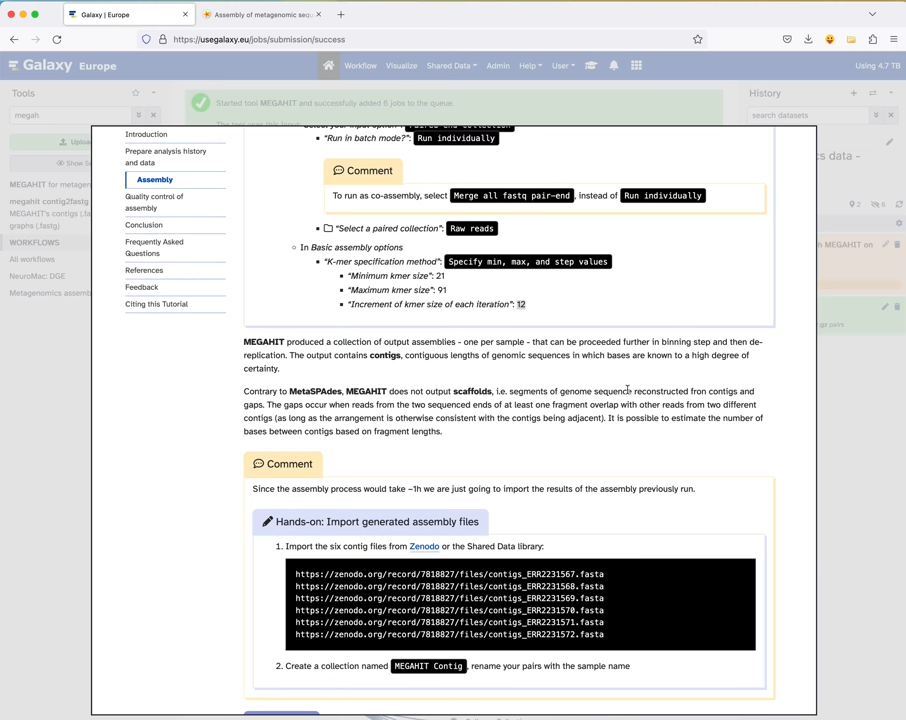 Galaxy | Europe
Assembly of metagenomic sequ
https://usegalaxy.eu/jobs/submission/success
Galaxy Europe
Workflow Visualize Shared Data Admin Help User
Using 4.7 TB
Tools
megah
Started tool MEGAHIT and successfully added 6 jobs to the queue.
History
search datasets
Introduction
Prepare analysis history
and data
Assembly
Quality control of
assembly
Conclusion
Frequently Asked
Questions
References
Feedback
Citing this Tutorial
MEGAHIT for metagen
megahit contig2fastg
MEGAHIT's contigs (.fa
graphs (.fastg)
WORKFLOWS
All workflows
NeuroMac: DGE
Metagenomics assemb
"Run in batch mode?": Run individually
Comment
To run as co-assembly, select Merge all fastq pair-end, instead of Run individually
"Select a paired collection": Raw reads
In Basic assembly options
"K-mer specification method": Specify min, max, and step values
"Minimum kmer size": 21
"Maximum kmer size": 91
"Increment of kmer size of each iteration": 12
MEGAHIT produced a collection of output assemblies - one per sample - that can be proceeded further in binning step and then de-
replication. The output contains contigs, contiguous lengths of genomic sequences in which bases are known to a high degree of
certainty.
Contrary to MetaSPAdes, MEGAHIT does not output scaffolds, i.e. segments of genome sequence reconstructed fron contigs and
gaps. The gaps occur when reads from the two sequenced ends of at least one fragment overlap with other reads from two different
contigs (as long as the arrangement is otherwise consistent with the contigs being adjacent). It is possible to estimate the number of
bases between contigs based on fragment lengths.
Comment
Since the assembly process would take ~1h we are just going to import the results of the assembly previously run.
Hands-on: Import generated assembly files
1. Import the six contig files from Zenodo or the Shared Data library:
https://zenodo.org/record/7818827/files/contigs_ERR2231567.fasta
https://zenodo.org/record/7818827/files/contigs_ERR2231568.fasta
https://zenodo.org/record/7818827/files/contigs_ERR2231569.fasta
https://zenodo.org/record/7818827/files/contigs_ERR2231570.fasta
https://zenodo.org/record/7818827/files/contigs_ERR2231571.fasta
https://zenodo.org/record/7818827/files/contigs_ERR2231572.fasta
2. Create a collection named MEGAHIT Contig, rename your pairs with the sample name
cs data -
2
6
h MEGAHIT on
.gz pairs